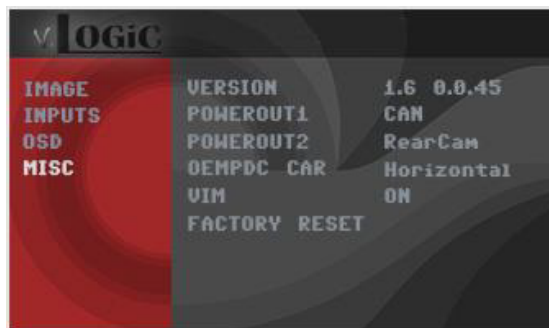 v.LOGiC
IMAGE
INPUTS
OSD
MISC
VERSION 1.6 0.0.45
POWEROUT1 CAN
POWEROUT2 RearCam
OEMPDC CAR Horizontal
VIM ON
FACTORY RESET